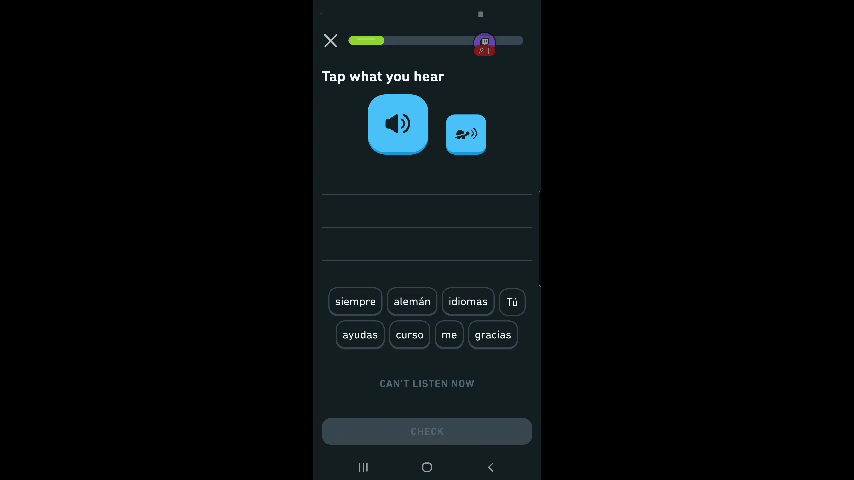 Tap what you hear
siempre alemán idiomas Tú
ayudas curso me gracias
CAN'T LISTEN NOW
CHECK